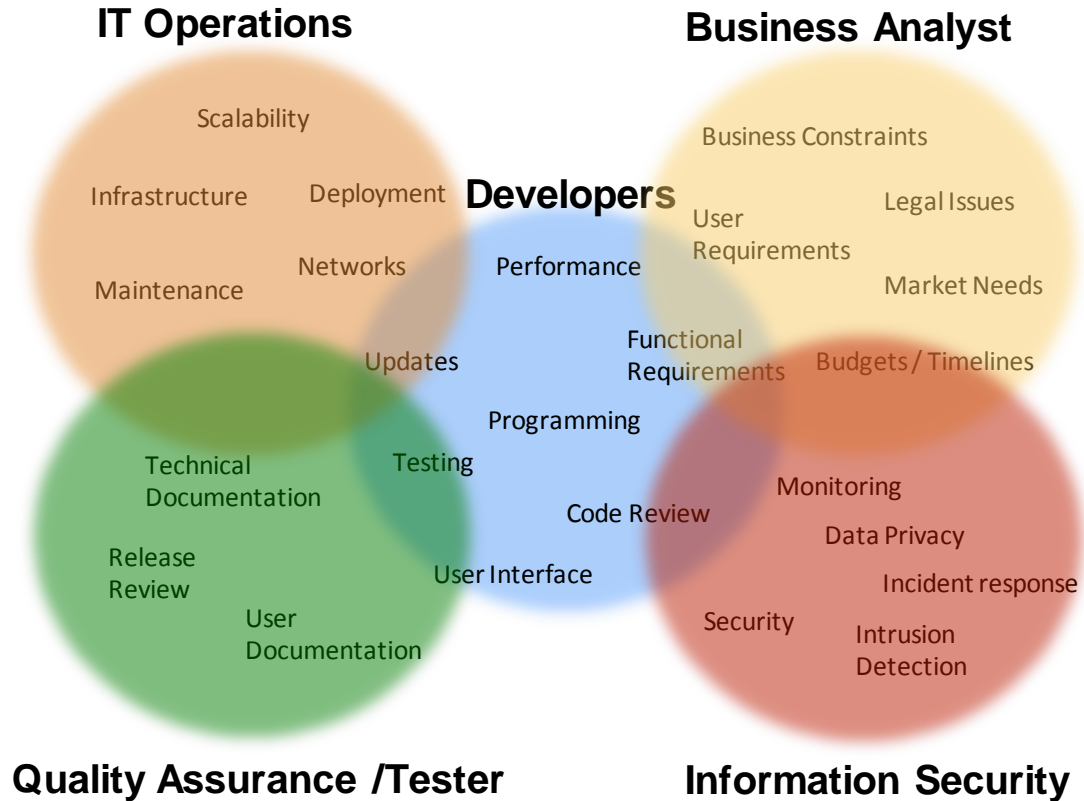 IT Operations
Business Analyst
Scalability
Business Constraints
Infrastructure
Deployment
Developers
Legal Issues
User
Requirements
Networks
Performance
Maintenance
Market Needs
Updates
Functional
Requirements
Budgets / Timelines
Programming
Technical
Documentation
Testing
Monitoring
Code Review
Data Privacy
Release
Review
User Interface
Incident response
User
Documentation
Security
Intrusion
Detection
Quality Assurance /Tester
Information Security